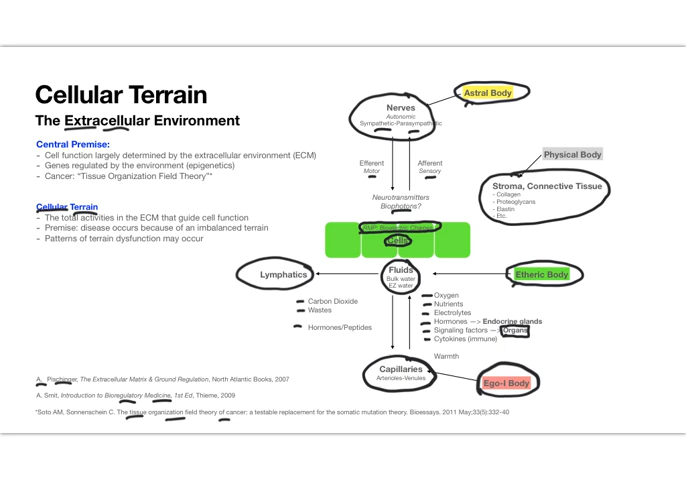 Cellular Terrain
The Extracellular Environment
Central Premise:
- Cell function largely determined by the extracellular environment (ECM)
- Genes regulated by the environment (epigenetics)
- Cancer: “Tissue Organization Field Theory”*
Cellular Terrain
- The total activities in the ECM that guide cell function
- Premise: disease occurs because of an imbalanced terrain
- Patterns of terrain dysfunction may occur
Astral Body
Nerves
Autonomic
Sympathetic-Parasympathetic
Physical Body
Efferent
Motor
Afferent
Sensory
Stroma, Connective Tissue
- Collagen
- Proteoglycans
- Elastin
- Etc.
Neurotransmitters
Biophotons?
Cells
Lymphatics
Fluids
Bulk water
EZ water
Etheric Body
- Carbon Dioxide
- Wastes
- Hormones/Peptides
- Oxygen
- Nutrients
- Electrolytes
- Hormones —> Endocrine glands
- Signaling factors —> Organs
- Cytokines (immune)
Warmth
Capillaries
Arterioles-Venules
Ego-i Body
A. Pischinger, The Extracellular Matrix & Ground Regulation, North Atlantic Books, 2007
A. Smit, Introduction to Bioregulatory Medicine, 1st Ed, Thieme, 2009
*Soto AM, Sonnenschein C. The tissue organization field theory of cancer: a testable replacement for the somatic mutation theory. Bioessays. 2011 May;33(5):332-40